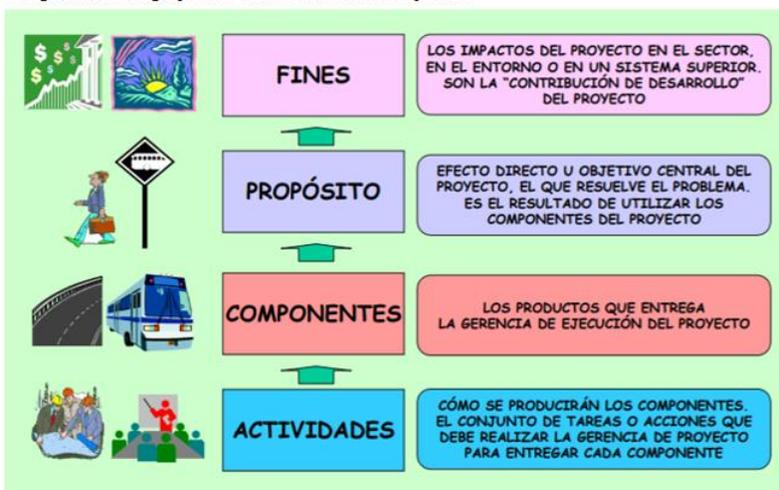 FINES
LOS IMPACTOS DEL PROYECTO EN EL SECTOR,
EN EL ENTORNO O EN UN SISTEMA SUPERIOR.
SON LA "CONTRIBUCIÓN DE DESARROLLO"
DEL PROYECTO
PROPÓSITO
EFECTO DIRECTO U OBJETIVO CENTRAL DEL
PROYECTO, EL QUE RESUELVE EL PROBLEMA.
ES EL RESULTADO DE UTILIZAR LOS
COMPONENTES DEL PROYECTO
COMPONENTES
LOS PRODUCTOS QUE ENTREGA
LA GERENCIA DE EJECUCIÓN DEL PROYECTO
ACTIVIDADES
CÓMO SE PRODUCIRÁN LOS COMPONENTES.
EL CONJUNTO DE TAREAS O ACCIONES QUE
DEBE REALIZAR LA GERENCIA DE PROYECTO
PARA ENTREGAR CADA COMPONENTE